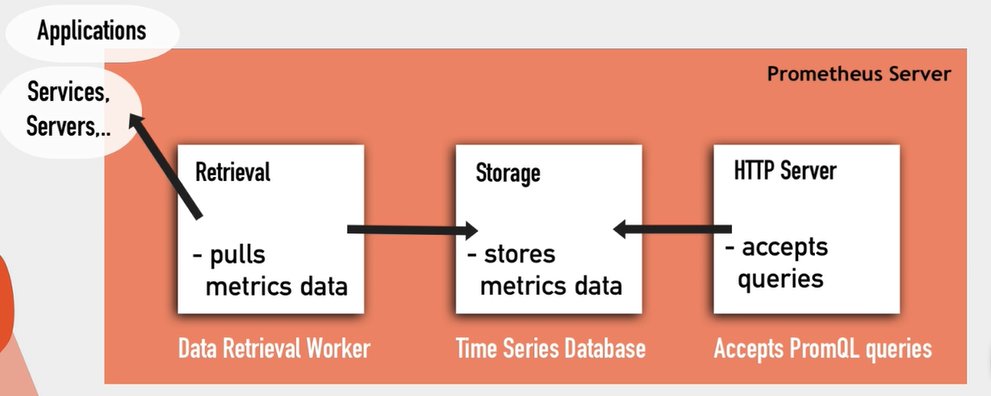 Applications
Services,
Servers,..
Prometheus Server
Retrieval
- pulls
metrics data
Data Retrieval Worker
Storage
- stores
metrics data
Time Series Database
HTTP Server
- accepts
queries
Accepts PromQL queries